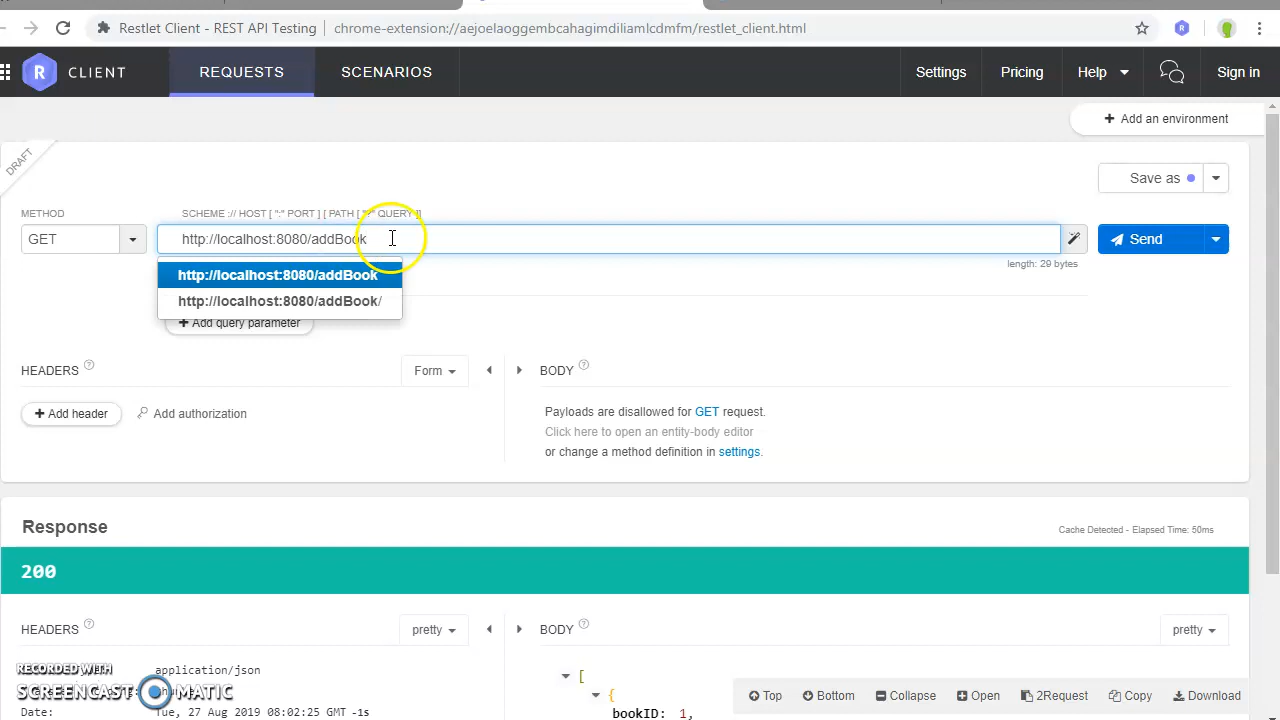 Restlet Client - REST API Testing
chrome-extension://aejoelaoggembcahagimdiliamlcdmfm/restlet_client.html
R CLIENT
REQUESTS
SCENARIOS
Settings
Pricing
Help
Sign in
+ Add an environment
DRAFT
Save as
METHOD
SCHEME :// HOST [ ":" PORT ] [ PATH [ "?" QUERY ]]
GET
http://localhost:8080/addBook
Send
length: 29 bytes
http://localhost:8080/addBook
http://localhost:8080/addBook/
+ Add query parameter
HEADERS ?
Form
BODY ?
+ Add header
Add authorization
Payloads are disallowed for GET request.
Click here to open an entity-body editor
or change a method definition in settings.
Response
Cache Detected - Elapsed Time: 50ms
200
HEADERS ?
pretty
BODY ?
pretty
application/json
RECORDED WITH
SCREENCAST MATIC
Date: Tue, 27 Aug 2019 08:02:25 GMT -1s
[
{
bookID: 1,
Top
Bottom
Collapse
Open
2Request
Copy
Download